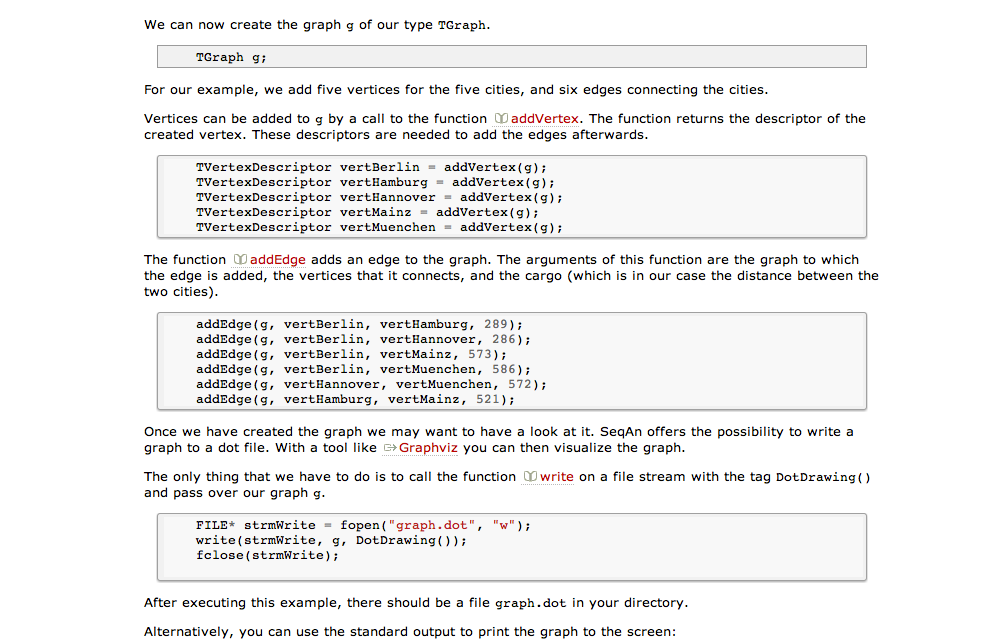 We can now create the graph g of our type TGraph.
TGraph g;
For our example, we add five vertices for the five cities, and six edges connecting the cities.
Vertices can be added to g by a call to the function addVertex. The function returns the descriptor of the
created vertex. These descriptors are needed to add the edges afterwards.
TVertexDescriptor vertBerlin = addVertex(g);
TVertexDescriptor vertHamburg = addVertex(g);
TVertexDescriptor vertHannover = addVertex(g);
TVertexDescriptor vertMainz = addVertex(g);
TVertexDescriptor vertMuenchen = addVertex(g);
The function addEdge adds an edge to the graph. The arguments of this function are the graph to which
the edge is added, the vertices that it connects, and the cargo (which is in our case the distance between the
two cities).
addEdge(g, vertBerlin, vertHamburg, 289);
addEdge(g, vertBerlin, vertHannover, 286);
addEdge(g, vertBerlin, vertMainz, 573);
addEdge(g, vertBerlin, vertMuenchen, 586);
addEdge(g, vertHannover, vertMuenchen, 572);
addEdge(g, vertHamburg, vertMainz, 521);
Once we have created the graph we may want to have a look at it. SeqAn offers the possibility to write a
graph to a dot file. With a tool like Graphviz you can then visualize the graph.
The only thing that we have to do is to call the function write on a file stream with the tag DotDrawing()
and pass over our graph g.
FILE* strmWrite = fopen("graph.dot", "w");
write(strmWrite, g, DotDrawing());
fclose(strmWrite);
After executing this example, there should be a file graph.dot in your directory.
Alternatively, you can use the standard output to print the graph to the screen: